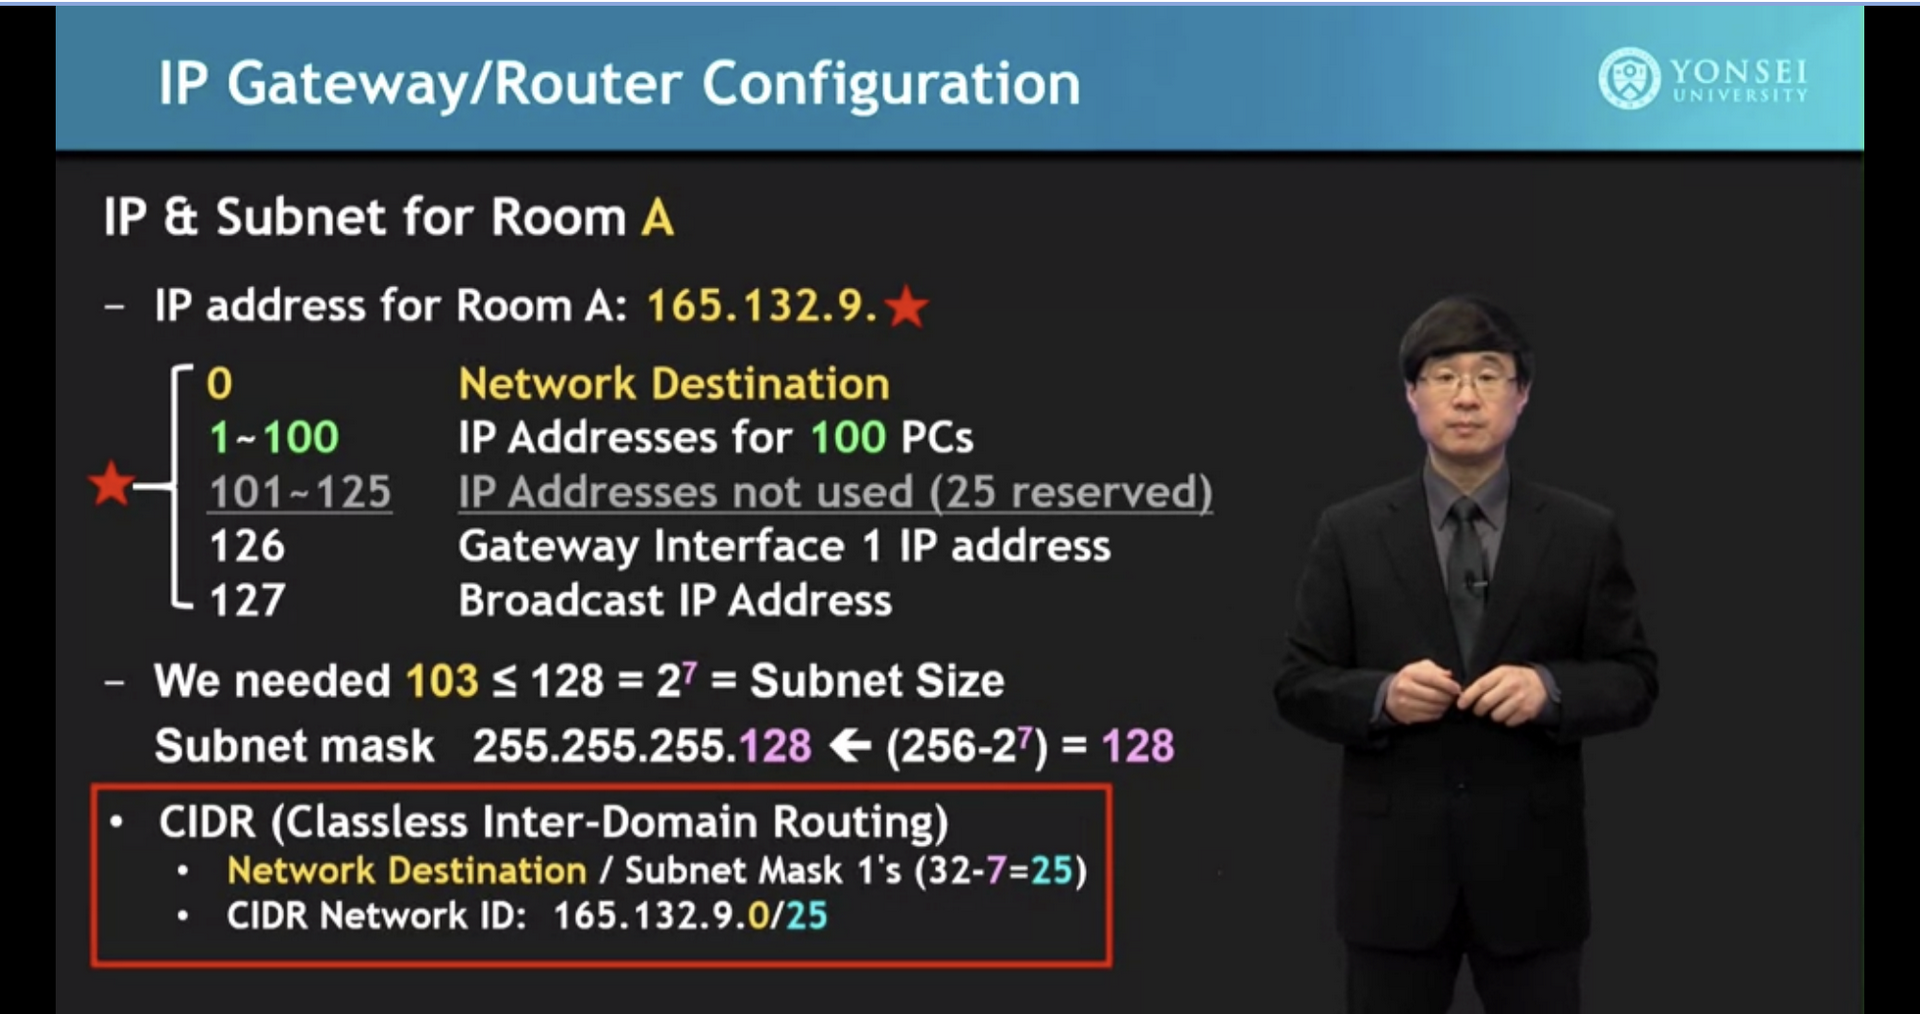 IP Gateway/Router Configuration
YONSEI
UNIVERSITY
IP & Subnet for Room A
– IP address for Room A: 165.132.9.★
0 Network Destination
1~100 IP Addresses for 100 PCs
★ 101~125 IP Addresses not used (25 reserved)
126 Gateway Interface 1 IP address
127 Broadcast IP Address
– We needed 103 ≤ 128 = 2⁷ = Subnet Size
Subnet mask 255.255.255.128 ← (256-2⁷) = 128
• CIDR (Classless Inter-Domain Routing)
• Network Destination / Subnet Mask 1's (32-7=25)
• CIDR Network ID: 165.132.9.0/25